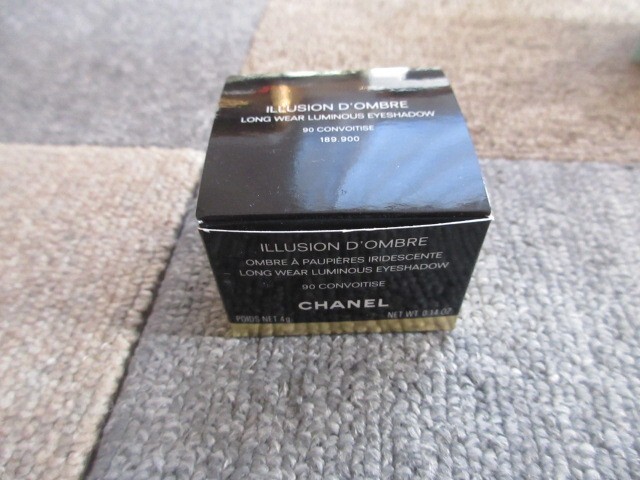 ILLUSION D'OMBRE
LONG WEAR LUMINOUS EYESHADOW
90 CONVOITISE
189.900
ILLUSION D'OMBRE
OMBRE À PAUPIÈRES IRIDESCENTE
LONG WEAR LUMINOUS EYESHADOW
90 CONVOITISE
CHANEL
POIDS NET 4g NET WT. 0.14 OZ